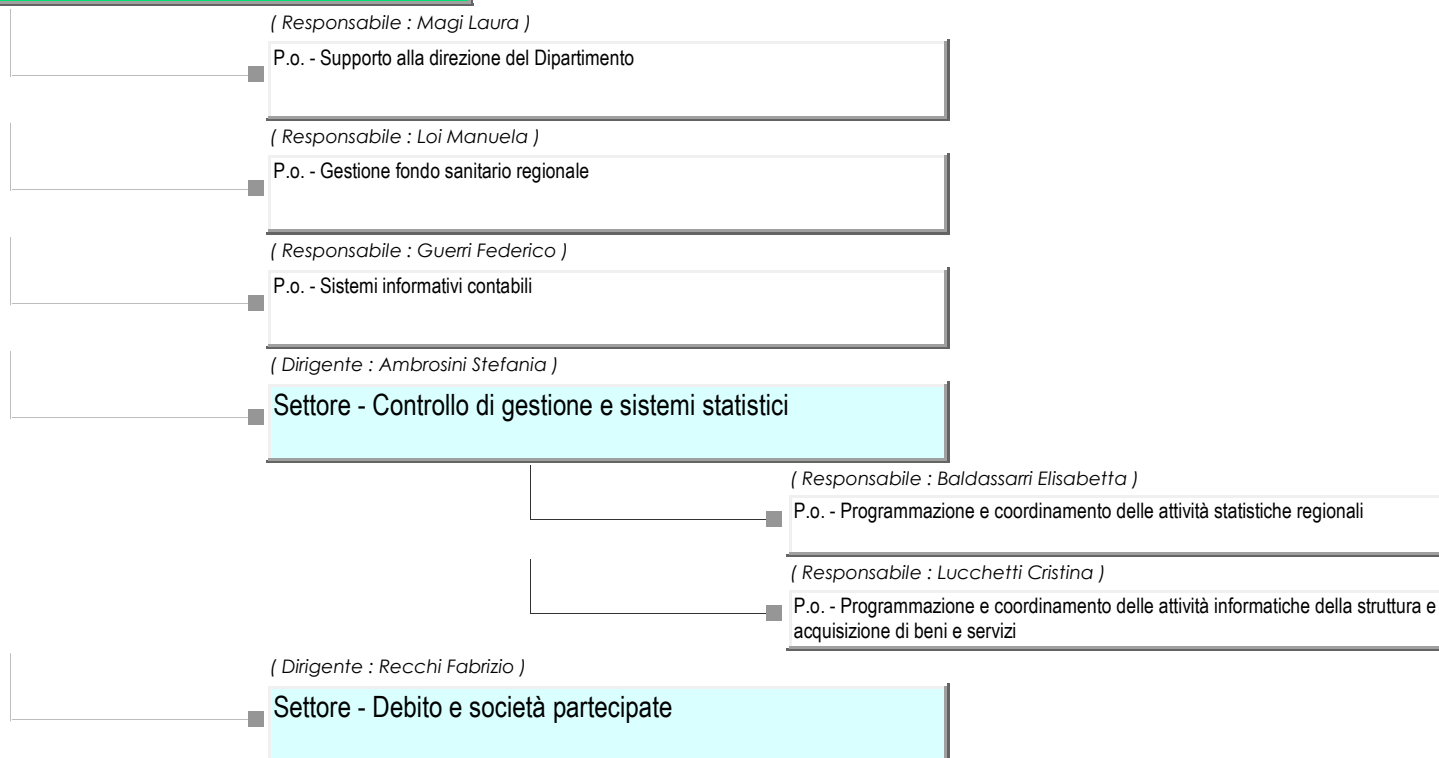 ( Responsabile : Magi Laura )
P.o. - Supporto alla direzione del Dipartimento
( Responsabile : Loi Manuela )
P.o. - Gestione fondo sanitario regionale
( Responsabile : Guerri Federico )
P.o. - Sistemi informativi contabili
( Dirigente : Ambrosini Stefania )
Settore - Controllo di gestione e sistemi statistici
( Responsabile : Baldassarri Elisabetta )
P.o. - Programmazione e coordinamento delle attività statistiche regionali
( Responsabile : Lucchetti Cristina )
P.o. - Programmazione e coordinamento delle attività informatiche della struttura e
acquisizione di beni e servizi
( Dirigente : Recchi Fabrizio )
Settore - Debito e società partecipate